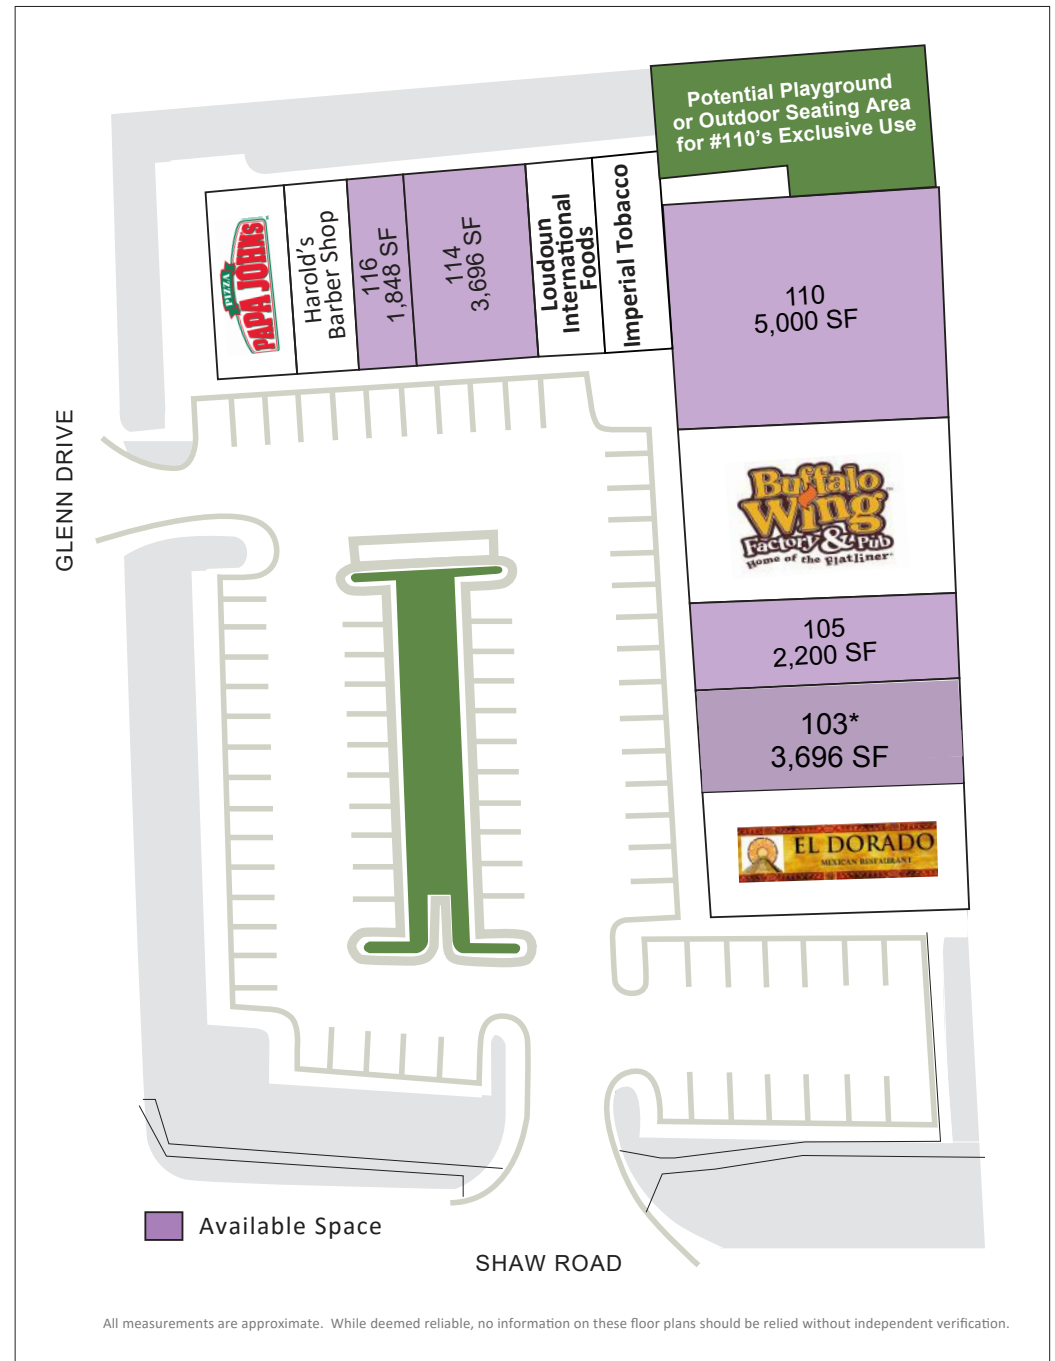 Potential Playground
or Outdoor Seating Area
for #110's Exclusive Use
PIZZA
PAPA JOHNS
Harold's
Barber Shop
116
1,848 SF
114
3,696 SF
Loudoun
International
Foods
Imperial Tobacco
110
5,000 SF
Buffalo
Wing
Factory & Pub
Home of the Flatliner
105
2,200 SF
103*
3,696 SF
EL DORADO
MEXICAN RESTAURANT
GLENN DRIVE
Available Space
SHAW ROAD
All measurements are approximate.  While deemed reliable, no information on these floor plans should be relied without independent verification.